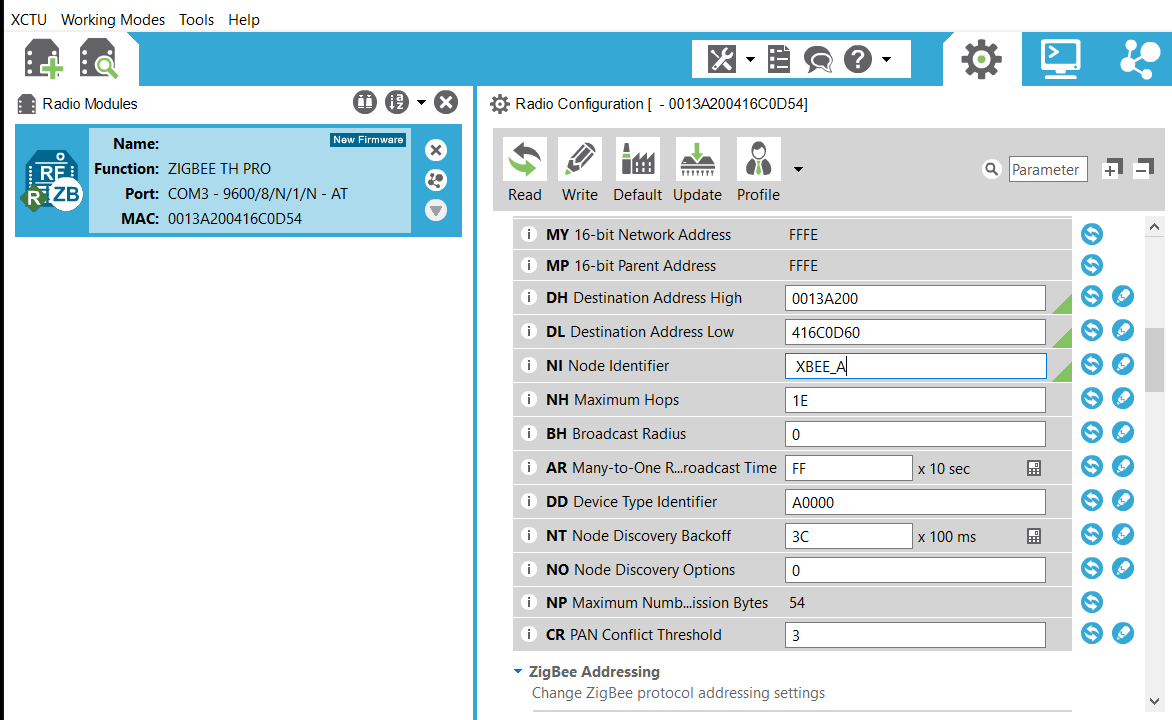 XCTU Working Modes Tools Help
Radio Modules
Radio Configuration [ - 0013A200416C0D54]
New Firmware
Name:
Function: ZIGBEE TH PRO
Port: COM3 - 9600/8/N/1/N - AT
MAC: 0013A200416C0D54
RF
R
ZB
Read Write Default Update Profile
Parameter
i MY 16-bit Network Address FFFE
i MP 16-bit Parent Address FFFE
i DH Destination Address High 0013A200
i DL Destination Address Low 416C0D60
i NI Node Identifier XBEE_A
i NH Maximum Hops 1E
i BH Broadcast Radius 0
i AR Many-to-One R...roadcast Time FF x 10 sec
i DD Device Type Identifier A0000
i NT Node Discovery Backoff 3C x 100 ms
i NO Node Discovery Options 0
i NP Maximum Numb...ission Bytes 54
i CR PAN Conflict Threshold 3
ZigBee Addressing
Change ZigBee protocol addressing settings